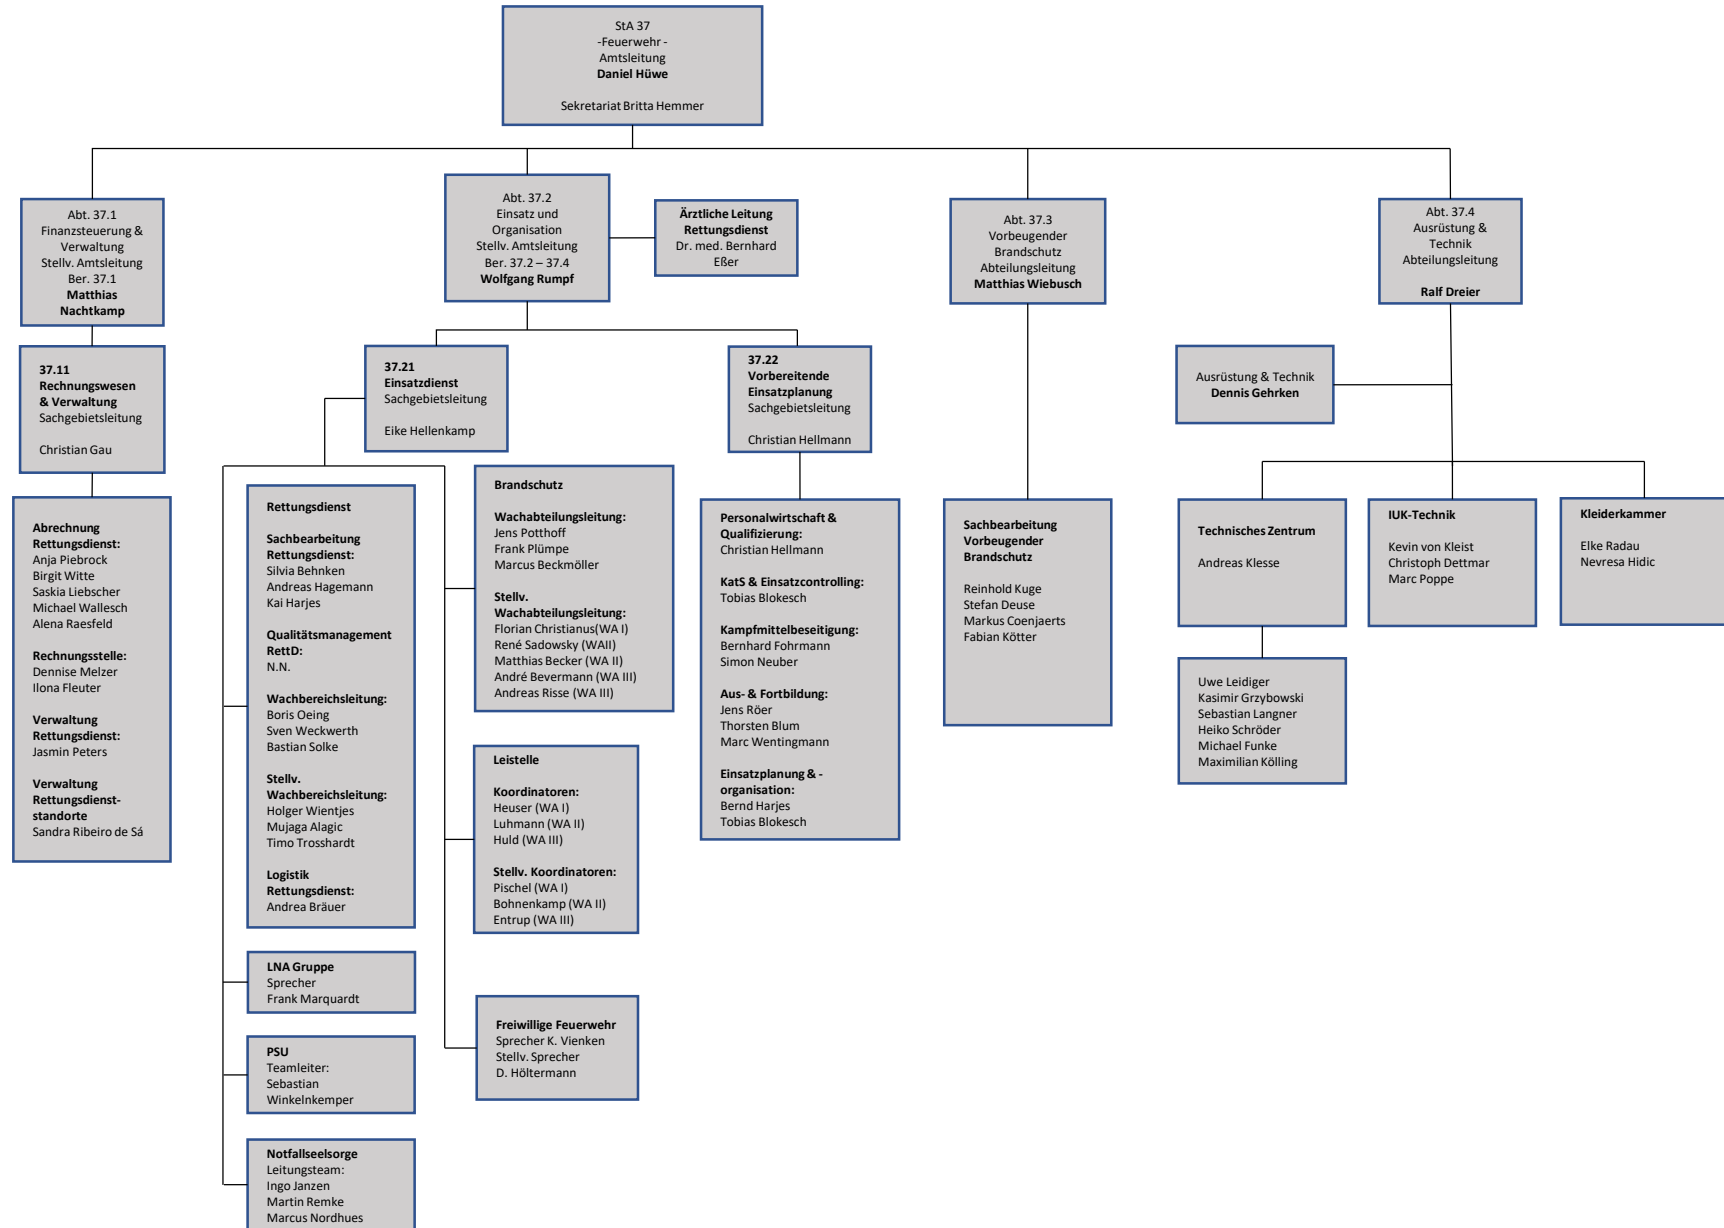 StA 37
-Feuerwehr -
Amtsleitung
Daniel Hüwe
Sekretariat Britta Hemmer
Abt. 37.1
Finanzsteuerung &
Verwaltung
Stellv. Amtsleitung
Ber. 37.1
Matthias
Nachtkamp
Abt. 37.2
Einsatz und
Organisation
Stellv. Amtsleitung
Ber. 37.2 – 37.4
Wolfgang Rumpf
Ärztliche Leitung
Rettungsdienst
Dr. med. Bernhard
Eßer
Abt. 37.3
Vorbeugender
Brandschutz
Abteilungsleitung
Matthias Wiebusch
Abt. 37.4
Ausrüstung &
Technik
Abteilungsleitung
Ralf Dreier
37.11
Rechnungswesen
& Verwaltung
Sachgebietsleitung
Christian Gau
37.21
Einsatzdienst
Sachgebietsleitung
Eike Hellenkamp
37.22
Vorbereitende
Einsatzplanung
Sachgebietsleitung
Christian Hellmann
Ausrüstung & Technik
Dennis Gehrken
Abrechnung
Rettungsdienst:
Anja Piebrock
Birgit Witte
Saskia Liebscher
Michael Wallesch
Alena Raesfeld
Rechnungsstelle:
Dennise Melzer
Ilona Fleuter
Verwaltung
Rettungsdienst:
Jasmin Peters
Verwaltung
Rettungsdienst-
standorte
Sandra Ribeiro de Sá
Rettungsdienst
Sachbearbeitung
Rettungsdienst:
Silvia Behnken
Andreas Hagemann
Kai Harjes
Qualitätsmanagement
RettD:
N.N.
Wachbereichsleitung:
Boris Oeing
Sven Weckwerth
Bastian Solke
Stellv.
Wachbereichsleitung:
Holger Wientjes
Mujaga Alagic
Timo Trosshardt
Logistik
Rettungsdienst:
Andrea Bräuer
LNA Gruppe
Sprecher
Frank Marquardt
PSU
Teamleiter:
Sebastian
Winkelnkemper
Notfallseelsorge
Leitungsteam:
Ingo Janzen
Martin Remke
Marcus Nordhues
Brandschutz
Wachabteilungsleitung:
Jens Potthoff
Frank Plümpe
Marcus Beckmöller
Stellv.
Wachabteilungsleitung:
Florian Christianus(WA I)
René Sadowsky (WAII)
Matthias Becker (WA II)
André Bevermann (WA III)
Andreas Risse (WA III)
Leistelle
Koordinatoren:
Heuser (WA I)
Luhmann (WA II)
Huld (WA III)
Stellv. Koordinatoren:
Pischel (WA I)
Bohnenkamp (WA II)
Entrup (WA III)
Freiwillige Feuerwehr
Sprecher K. Vienken
Stellv. Sprecher
D. Höltermann
Personalwirtschaft &
Qualifizierung:
Christian Hellmann
KatS & Einsatzcontrolling:
Tobias Blokesch
Kampfmittelbeseitigung:
Bernhard Fohrmann
Simon Neuber
Aus- & Fortbildung:
Jens Röer
Thorsten Blum
Marc Wentingmann
Einsatzplanung & -
organisation:
Bernd Harjes
Tobias Blokesch
Sachbearbeitung
Vorbeugender
Brandschutz
Reinhold Kuge
Stefan Deuse
Markus Coenjaerts
Fabian Kötter
Technisches Zentrum
Andreas Klesse
Uwe Leidiger
Kasimir Grzybowski
Sebastian Langner
Heiko Schröder
Michael Funke
Maximilian Kölling
IUK-Technik
Kevin von Kleist
Christoph Dettmar
Marc Poppe
Kleiderkammer
Elke Radau
Nevresa Hidic